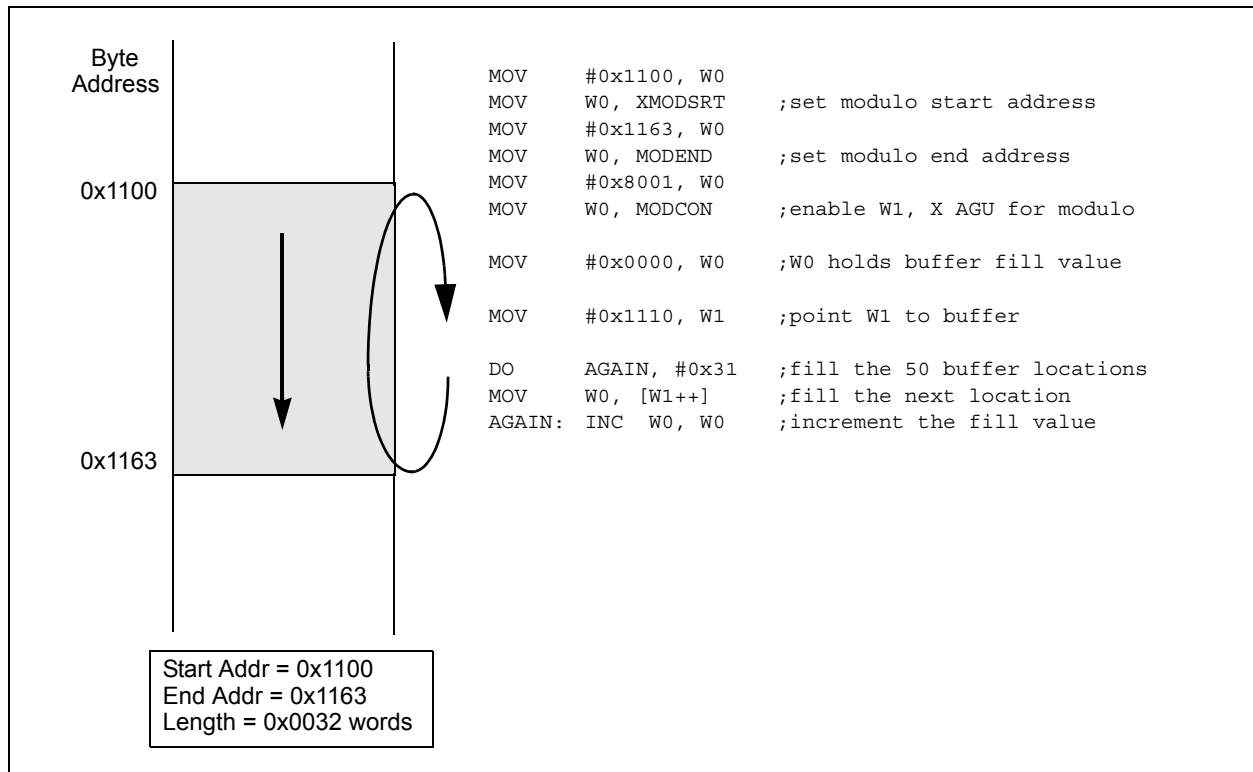 Byte
Address
0x1100
0x1163
MOV #0x1100, W0
MOV W0, XMODSRT ;set modulo start address
MOV #0x1163, W0
MOV W0, MODEND ;set modulo end address
MOV #0x8001, W0
MOV W0, MODCON ;enable W1, X AGU for modulo
MOV #0x0000, W0 ;W0 holds buffer fill value
MOV #0x1110, W1 ;point W1 to buffer
DO AGAIN, #0x31 ;fill the 50 buffer locations
MOV W0, [W1++] ;fill the next location
AGAIN: INC W0, W0 ;increment the fill value
Start Addr = 0x1100
End Addr = 0x1163
Length = 0x0032 words